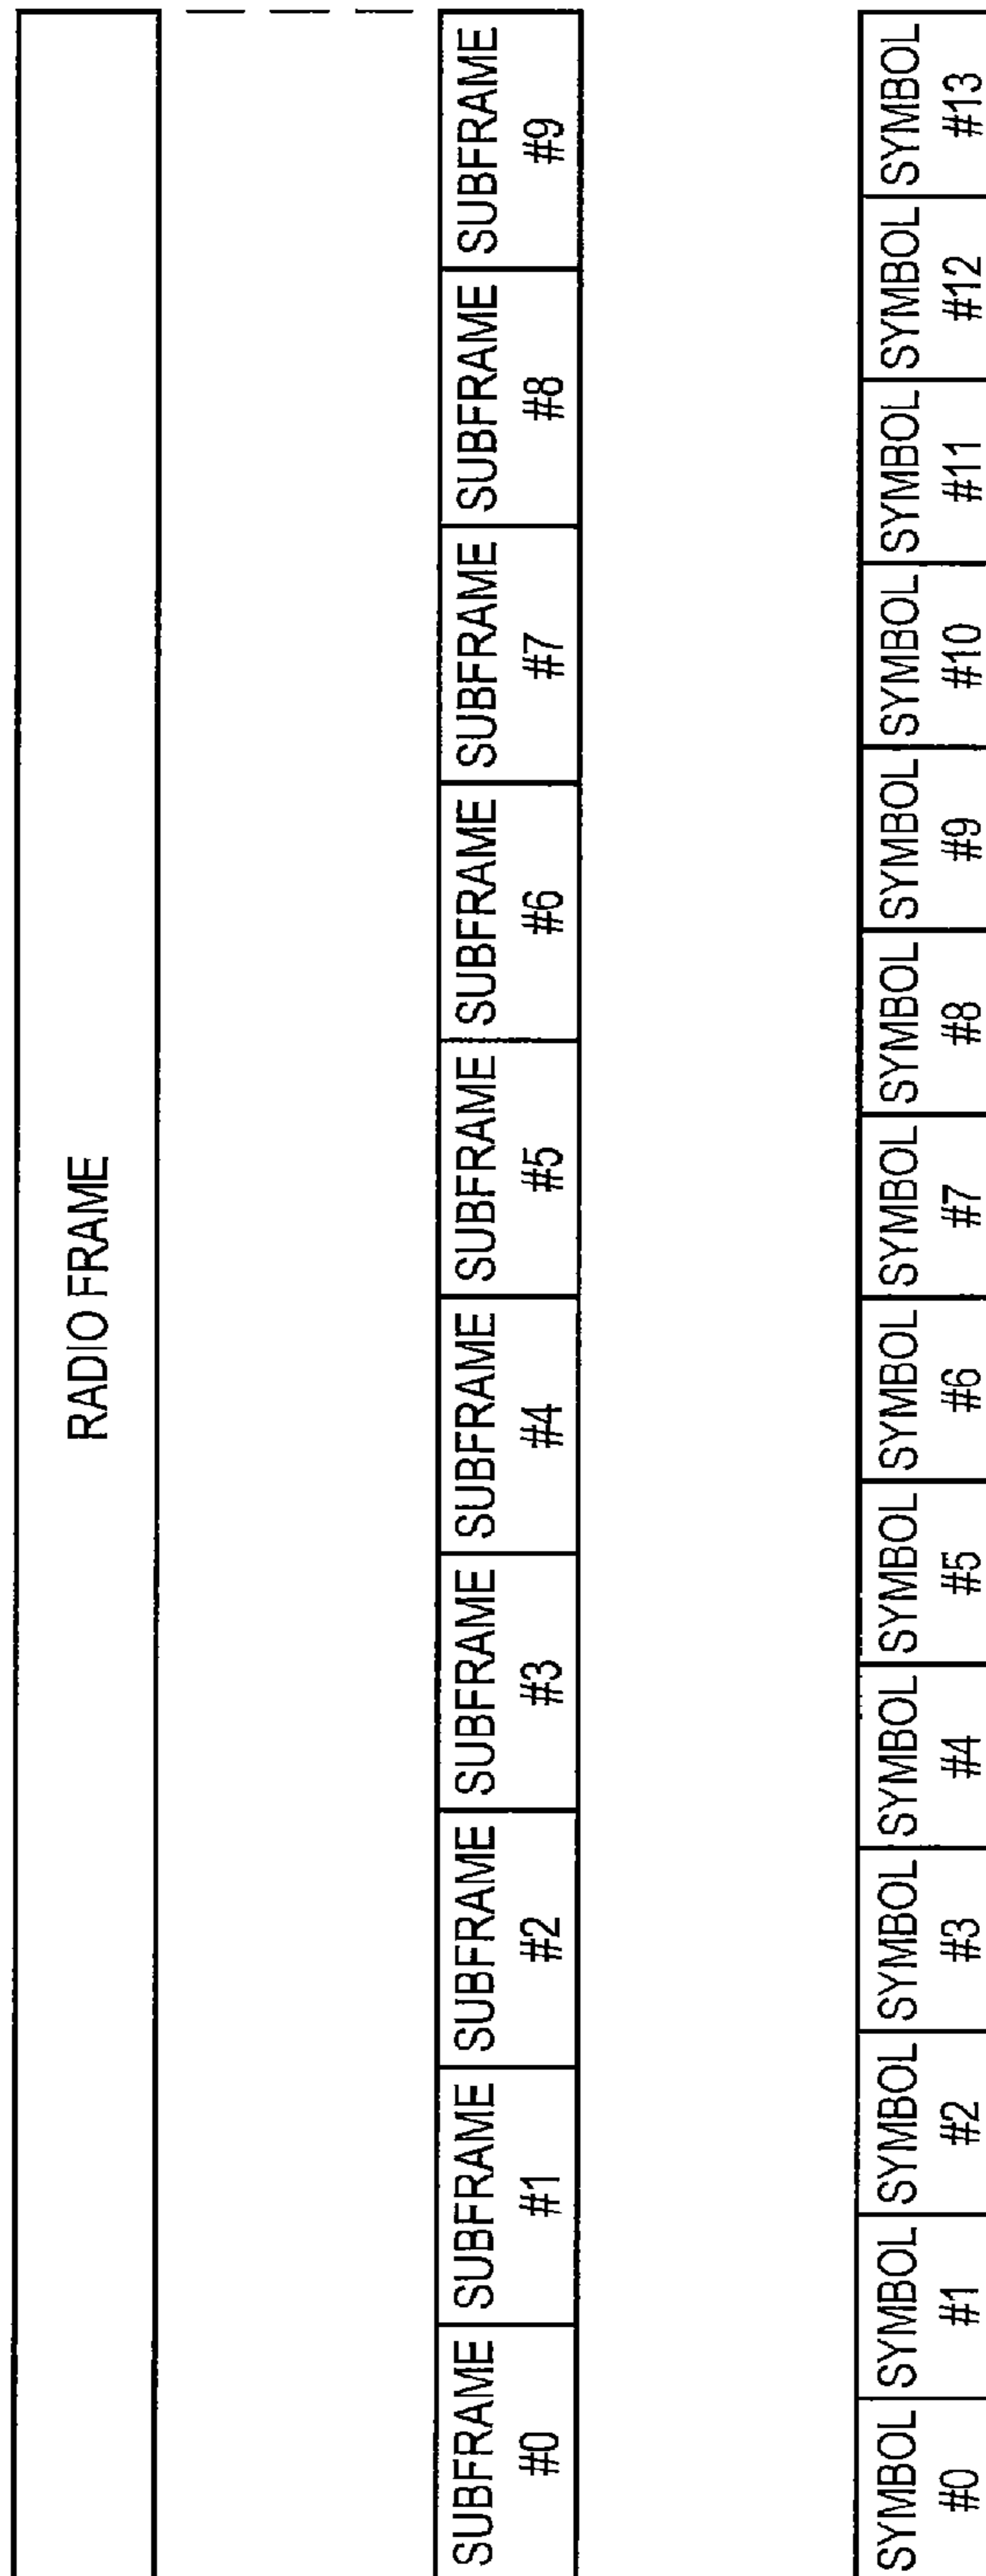 RADIO FRAME
SUBFRAME
#0
SUBFRAME
#1
SUBFRAME
#2
SUBFRAME
#3
SUBFRAME
#4
SUBFRAME
#5
SUBFRAME
#6
SUBFRAME
#7
SUBFRAME
#8
SUBFRAME
#9
SYMBOL
#0
SYMBOL
#1
SYMBOL
#2
SYMBOL
#3
SYMBOL
#4
SYMBOL
#5
SYMBOL
#6
SYMBOL
#7
SYMBOL
#8
SYMBOL
#9
SYMBOL
#10
SYMBOL
#11
SYMBOL
#12
SYMBOL
#13